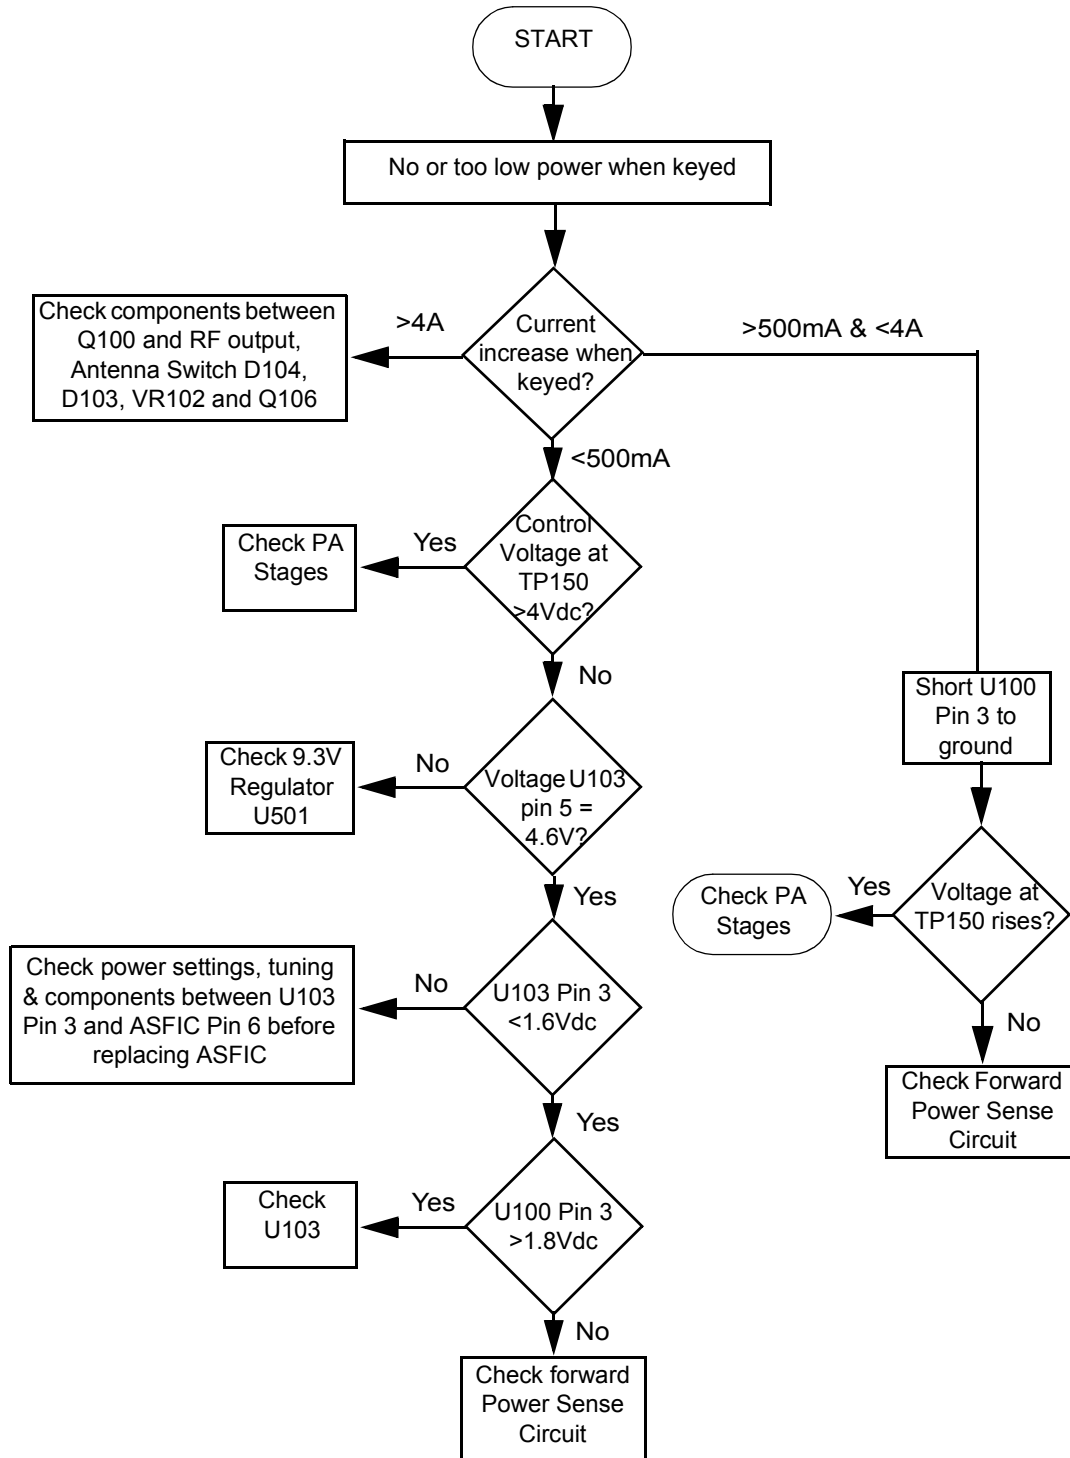 START
No or too low power when keyed
Check components between
Q100 and RF output,
Antenna Switch D104,
D103, VR102 and Q106
>4A
Current
increase when
keyed?
>500mA & <4A
<500mA
Check PA
Stages
Yes
Control
Voltage at
TP150
>4Vdc?
No
Short U100
Pin 3 to
ground
Check 9.3V
Regulator
U501
No
Voltage U103
pin 5 =
4.6V?
Yes
Check PA
Stages
Yes
Voltage at
TP150 rises?
No
Check power settings, tuning
& components between U103
Pin 3 and ASFIC Pin 6 before
replacing ASFIC
No
U103 Pin 3
<1.6Vdc
Yes
Check Forward
Power Sense
Circuit
Check
U103
Yes
U100 Pin 3
>1.8Vdc
No
Check forward
Power Sense
Circuit